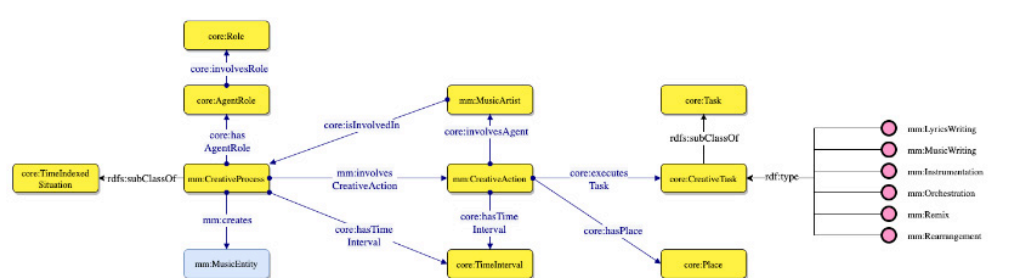 core:Role
core:involvesRole
core:AgentRole
mm:MusicArtist
core:Task
core:isInvolvedIn
core:has
AgentRole
core:involvesAgent
rdfs:subClassOf
mm:LyricsWriting
mm:MusicWriting
core:TimeIndexed
Situation
rdfs:subClassOf
mm:CreativeProcess
mm:involves
CreativeAction
mm:CreativeAction
core:executes
Task
core:CreativeTask
rdf:type
mm:Instrumentation
mm:Orchestration
mm:Remix
mm:Rearrangement
mm:creates
core:hasTime
Interval
core:hasTime
Interval
core:hasPlace
mm:MusicEntity
core:TimeInterval
core:Place